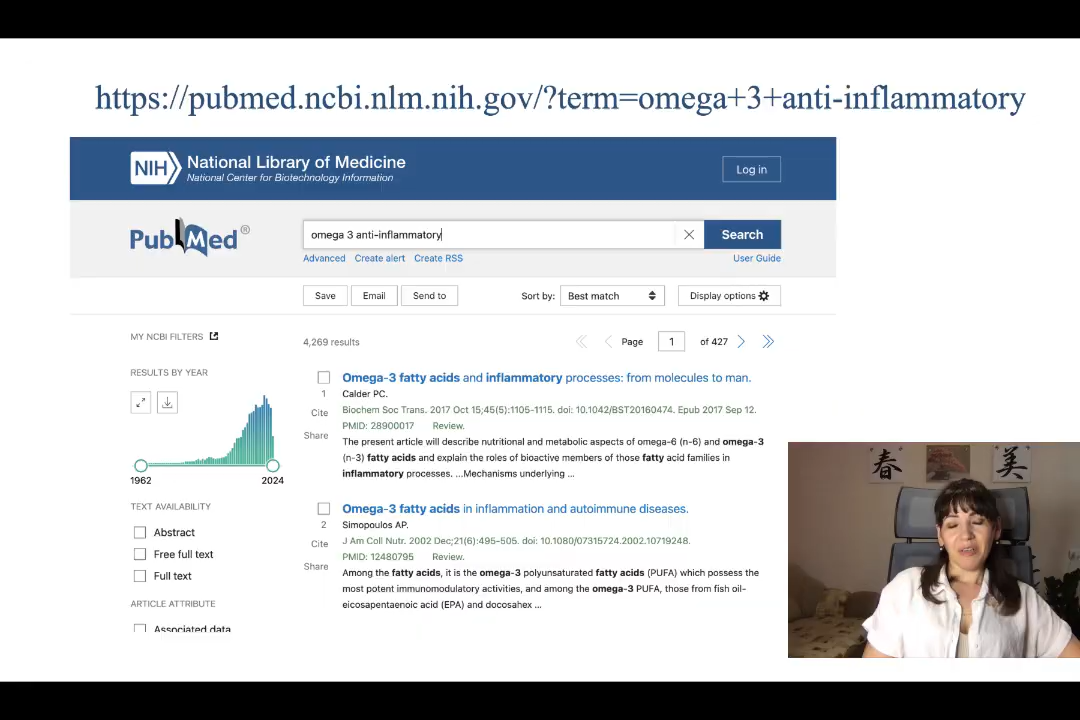 https://pubmed.ncbi.nlm.nih.gov/?term=omega+3+anti-inflammatory
NIH National Library of Medicine
National Center for Biotechnology Information
Log in
PubMed®
omega 3 anti-inflammatory
Search
Advanced Create alert Create RSS
User Guide
Save Email Send to
Sort by: Best match
Display options
MY NCBI FILTERS
4,269 results
Page 1 of 427
RESULTS BY YEAR
1962 2024
TEXT AVAILABILITY
Abstract
Free full text
Full text
ARTICLE ATTRIBUTE
Associated data
1
Cite
Share
Omega-3 fatty acids and inflammatory processes: from molecules to man.
Calder PC.
Biochem Soc Trans. 2017 Oct 15;45(5):1105-1115. doi: 10.1042/BST20160474. Epub 2017 Sep 12.
PMID: 28900017 Review.
The present article will describe nutritional and metabolic aspects of omega-6 (n-6) and omega-3
(n-3) fatty acids and explain the roles of bioactive members of those fatty acid families in
inflammatory processes. ...Mechanisms underlying ...
2
Cite
Share
Omega-3 fatty acids in inflammation and autoimmune diseases.
Simopoulos AP.
J Am Coll Nutr. 2002 Dec;21(6):495-505. doi: 10.1080/07315724.2002.10719248.
PMID: 12480795 Review.
Among the fatty acids, it is the omega-3 polyunsaturated fatty acids (PUFA) which possess the
most potent immunomodulatory activities, and among the omega-3 PUFA, those from fish oil-
eicosapentaenoic acid (EPA) and docosahex ...
春
美